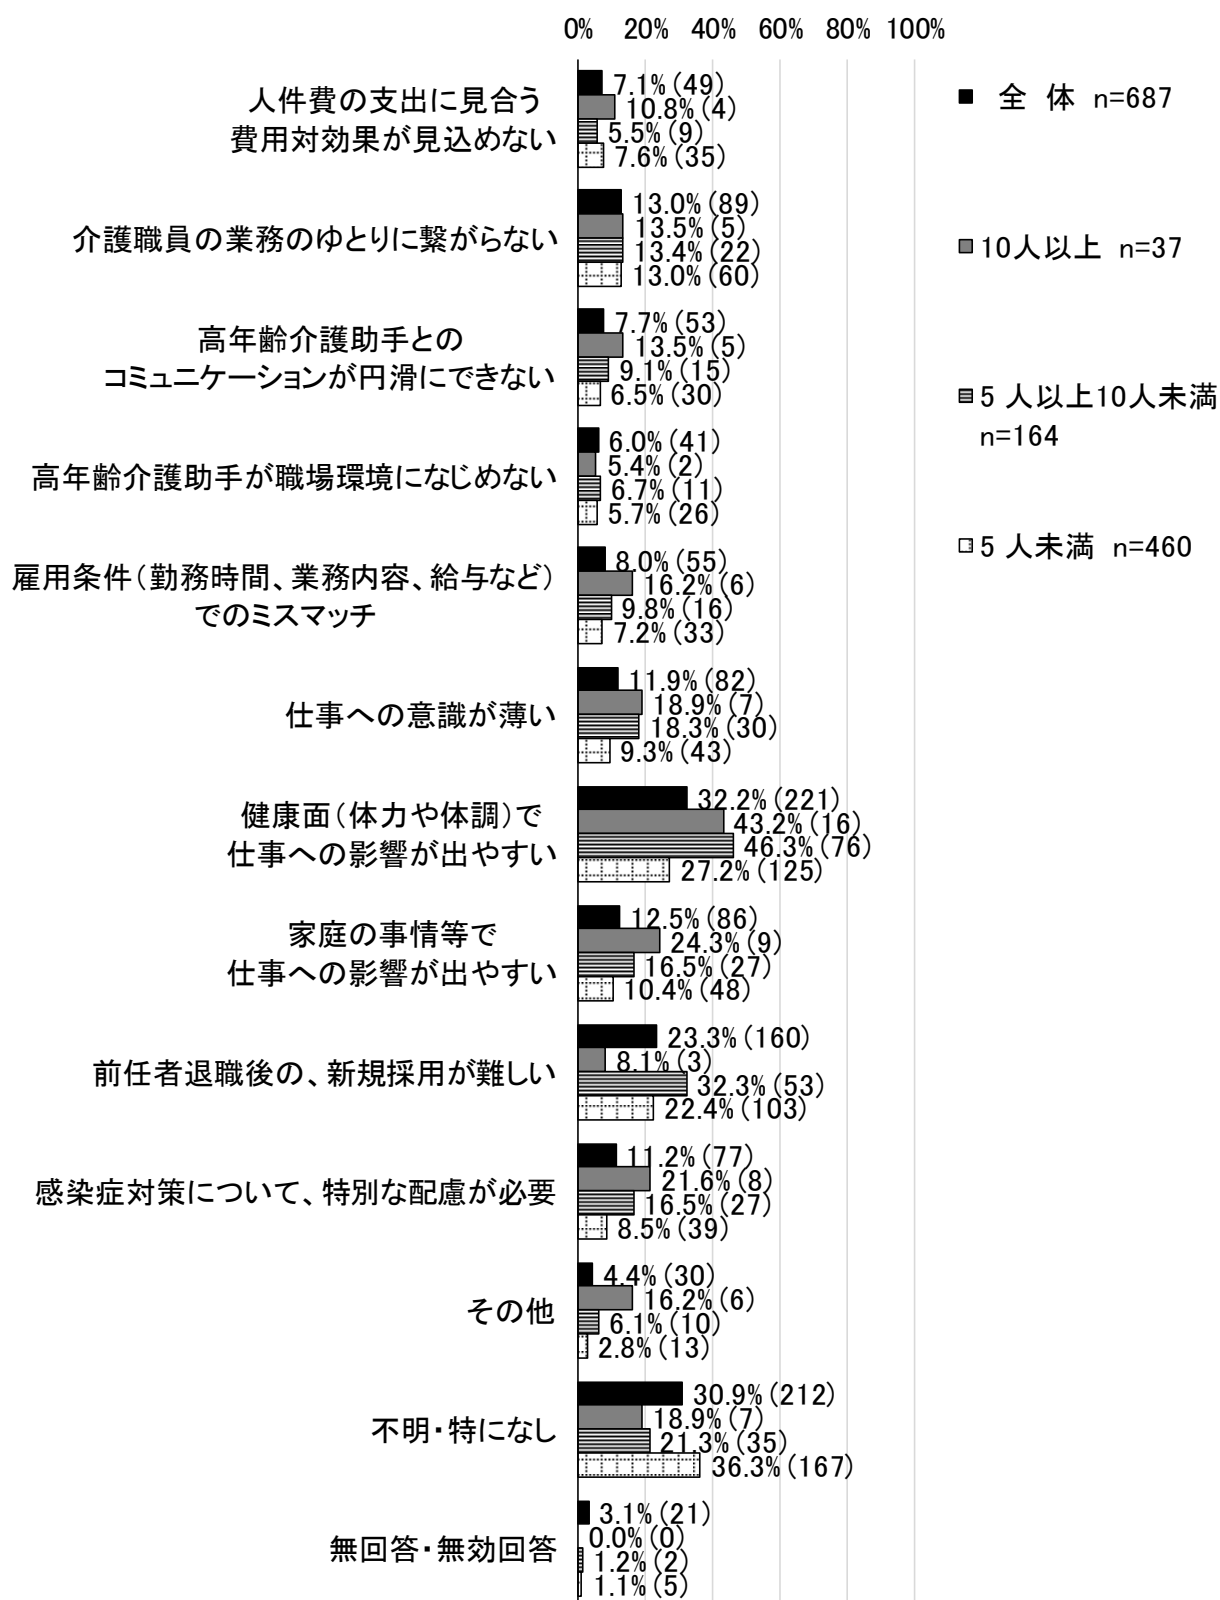 0% 20% 40% 60% 80% 100%
人件費の支出に見合う
費用対効果が見込めない
7.1%(49)
10.8%(4)
5.5%(9)
7.6%(35)
介護職員の業務のゆとりに繋がらない
13.0%(89)
13.5%(5)
13.4%(22)
13.0%(60)
高年齢介護助手との
コミュニケーションが円滑にできない
7.7%(53)
13.5%(5)
9.1%(15)
6.5%(30)
高年齢介護助手が職場環境になじめない
6.0%(41)
5.4%(2)
6.7%(11)
5.7%(26)
雇用条件(勤務時間、業務内容、給与など)
でのミスマッチ
8.0%(55)
16.2%(6)
9.8%(16)
7.2%(33)
仕事への意識が薄い
11.9%(82)
18.9%(7)
18.3%(30)
9.3%(43)
健康面(体力や体調)で
仕事への影響が出やすい
32.2%(221)
43.2%(16)
46.3%(76)
27.2%(125)
家庭の事情等で
仕事への影響が出やすい
12.5%(86)
24.3%(9)
16.5%(27)
10.4%(48)
前任者退職後の、新規採用が難しい
23.3%(160)
8.1%(3)
32.3%(53)
22.4%(103)
感染症対策について、特別な配慮が必要
11.2%(77)
21.6%(8)
16.5%(27)
8.5%(39)
その他
4.4%(30)
16.2%(6)
6.1%(10)
2.8%(13)
不明・特になし
30.9%(212)
18.9%(7)
21.3%(35)
36.3%(167)
無回答・無効回答
3.1%(21)
0.0%(0)
1.2%(2)
1.1%(5)
全 体 n=687
10人以上 n=37
5 人以上10人未満
n=164
5 人未満 n=460